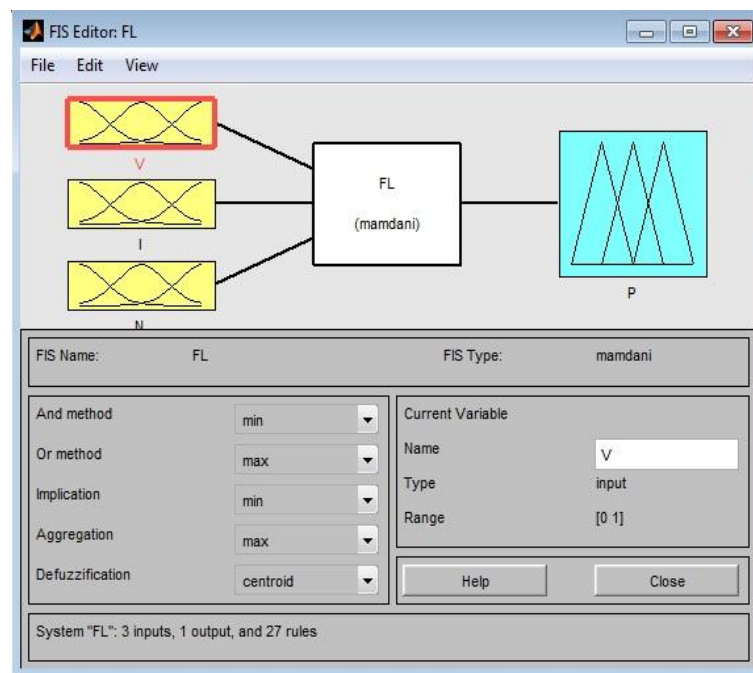 FIS Editor: FL
File Edit View
V
I
N
FL
(mamdani)
P
FIS Name: FL FIS Type: mamdani
And method min
Or method max
Implication min
Aggregation max
Defuzzification centroid
Current Variable
Name V
Type input
Range [0 1]
Help Close
System "FL": 3 inputs, 1 output, and 27 rules